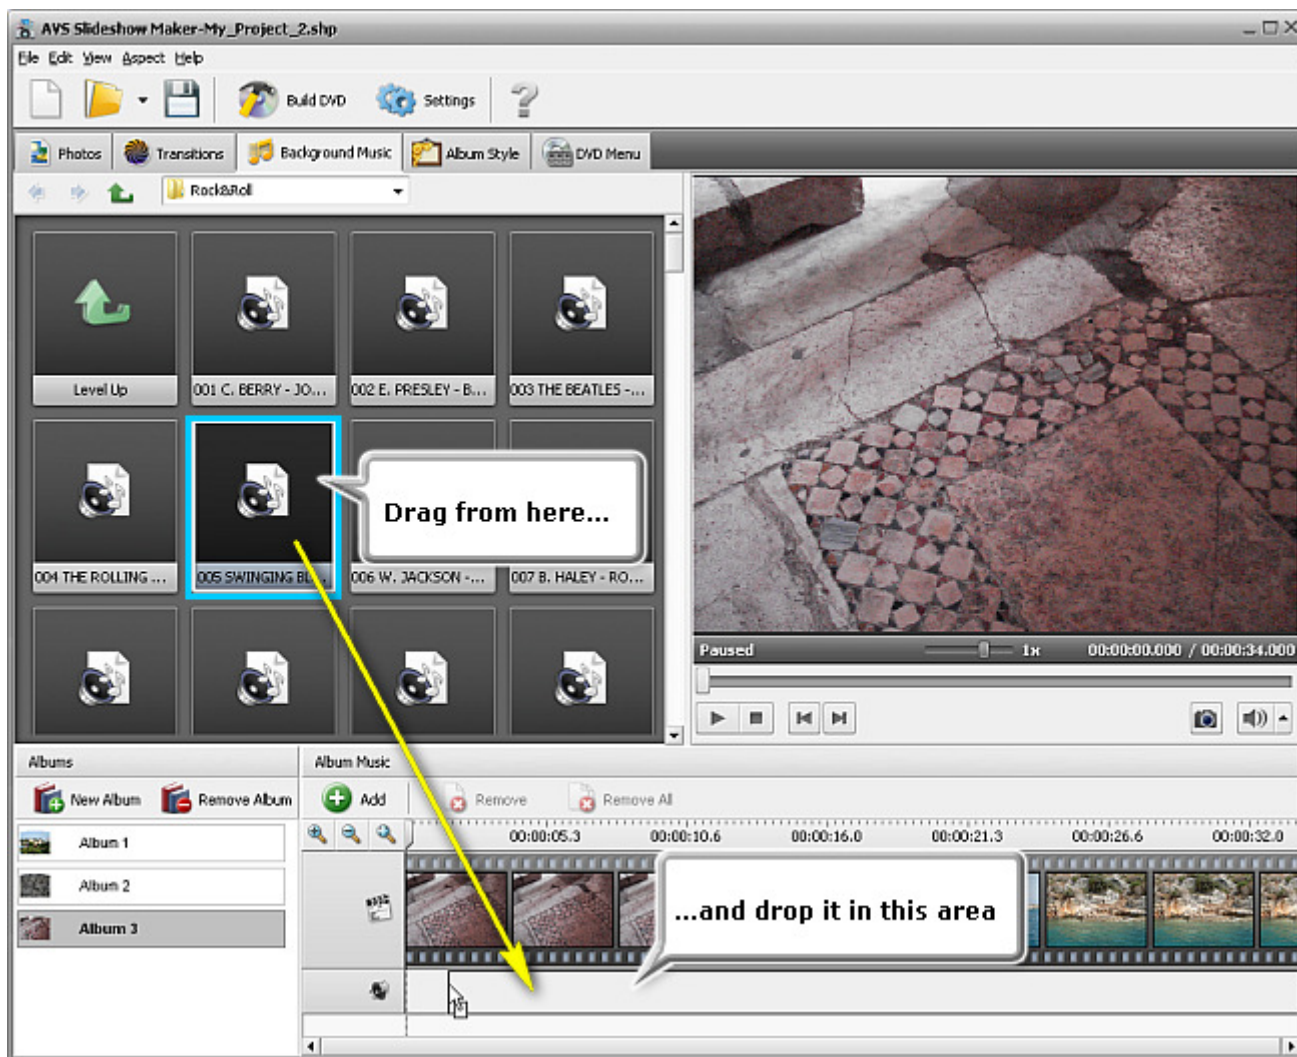 AVS Slideshow Maker-My_Project_2.shp
File Edit View Aspect Help
Build DVD Settings
Photos Transitions Background Music Album Style DVD Menu
Rock&Roll
Level Up 001 C. BERRY - JO... 002 E. PRESLEY - B... 003 THE BEATLES -...
Drag from here...
004 THE ROLLING ... 005 SWINGING BL... 006 W. JACKSON -... 007 B. HALEY - RO...
Paused 1x 00:00:00.000 / 00:00:34.000
Albums Album Music
New Album Remove Album Add Remove Remove All
00:00:05.3 00:00:10.6 00:00:16.0 00:00:21.3 00:00:26.6 00:00:32.0
Album 1
Album 2
...and drop it in this area
Album 3